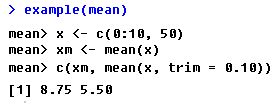 > example(mean)
mean> x <- c(0:10, 50)
mean> xm <- mean(x)
mean> c(xm, mean(x, trim = 0.10))
[1] 8.75 5.50